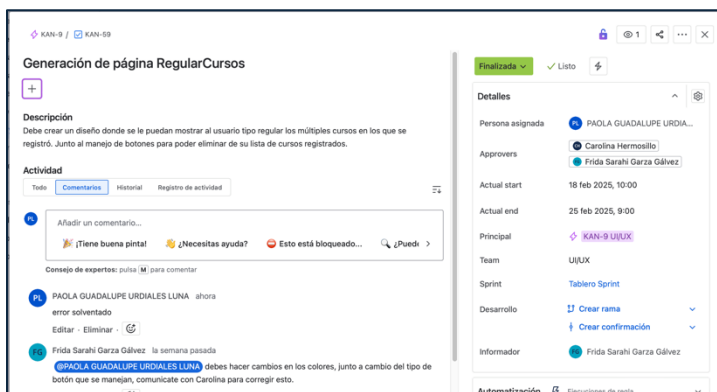 KAN-9 / KAN-59
1
Generación de página RegularCursos
Descripción
Debe crear un diseño donde se le puedan mostrar al usuario tipo regular los múltiples cursos en los que se
registró. Junto al manejo de botones para poder eliminar de su lista de cursos registrados.
Actividad
Todo Comentarios Historial Registro de actividad
PL
Añadir un comentario...
¡Tiene buena pinta! ¿Necesitas ayuda? Esto está bloqueado... ¿Puede
Consejo de expertos: pulsa M para comentar
PL PAOLA GUADALUPE URDIALES LUNA ahora
error solventado
Editar · Eliminar ·
FG Frida Sarahi Garza Gálvez la semana pasada
@PAOLA GUADALUPE URDIALES LUNA debes hacer cambios en los colores, junto a cambio del tipo de
botón que se manejan, comunicate con Carolina para corregir esto.
Finalizada Listo
Detalles
Persona asignada PL PAOLA GUADALUPE URDIA...
Approvers Carolina Hermosillo
Frida Sarahi Garza Gálvez
Actual start 18 feb 2025, 10:00
Actual end 25 feb 2025, 9:00
Principal KAN-9 UI/UX
Team UI/UX
Sprint Tablero Sprint
Desarrollo Crear rama
Crear confirmación
Informador FG Frida Sarahi Garza Gálvez
Automatización Ejecuciones de regla